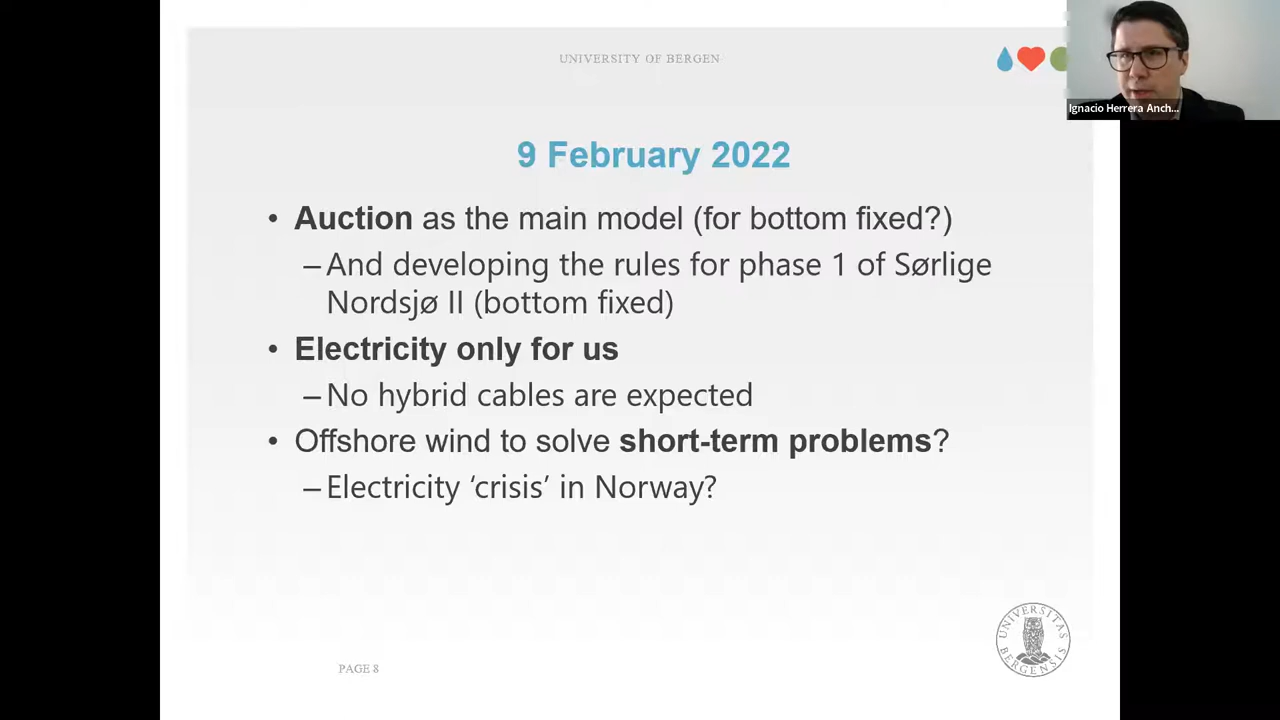 UNIVERSITY OF BERGEN
Ignacio Herrera Anch...
9 February 2022
• Auction as the main model (for bottom fixed?)
– And developing the rules for phase 1 of Sørlige
Nordsjø II (bottom fixed)
• Electricity only for us
– No hybrid cables are expected
• Offshore wind to solve short-term problems?
– Electricity ‘crisis’ in Norway?
UNIVERSITAS
BERGENSIS
PAGE 8